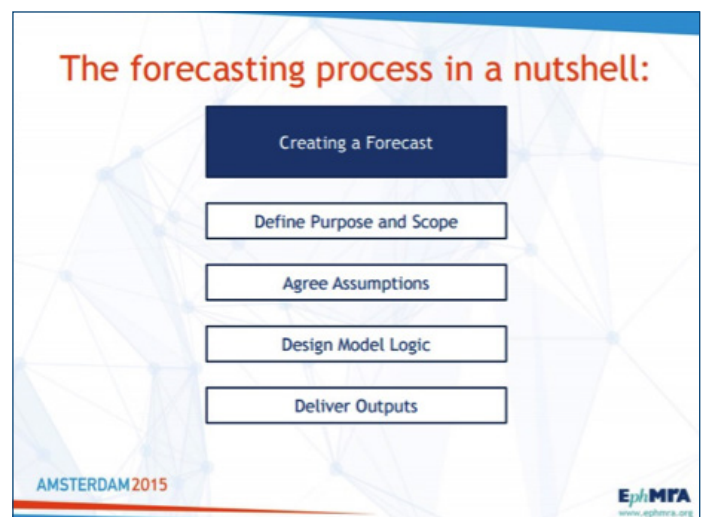 The forecasting process in a nutshell:
Creating a Forecast
Define Purpose and Scope
Agree Assumptions
Design Model Logic
Deliver Outputs
AMSTERDAM2015
EphMRA
www.ephmra.org